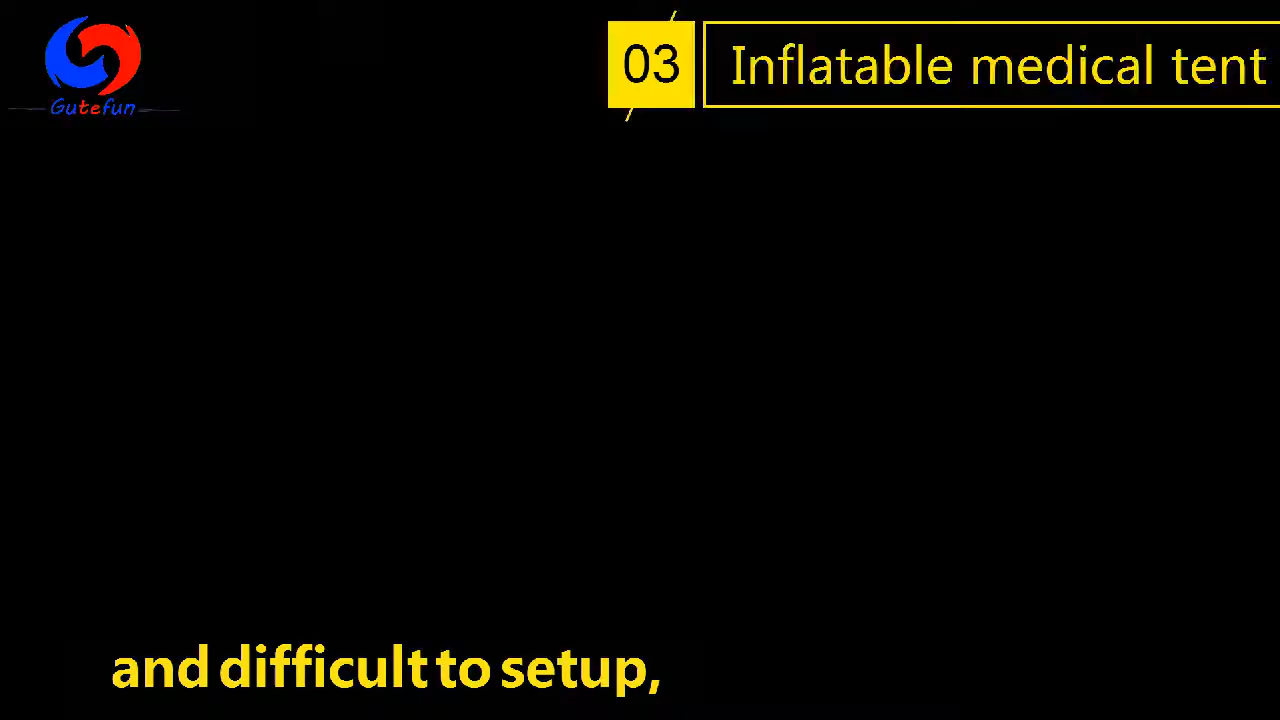 Gutefun
03 Inflatable medical tent
and difficult to setup,